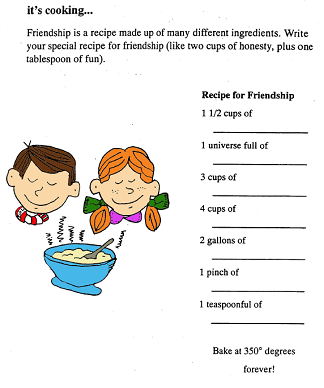 it's cooking...
Friendship is a recipe made up of many different ingredients. Write
your special recipe for friendship (like two cups of honesty, plus one
tablespoon of fun).
Recipe for Friendship
1 1/2 cups of
1 universe full of
3 cups of
4 cups of
2 gallons of
1 pinch of
1 teaspoonful of
Bake at 350° degrees
forever!